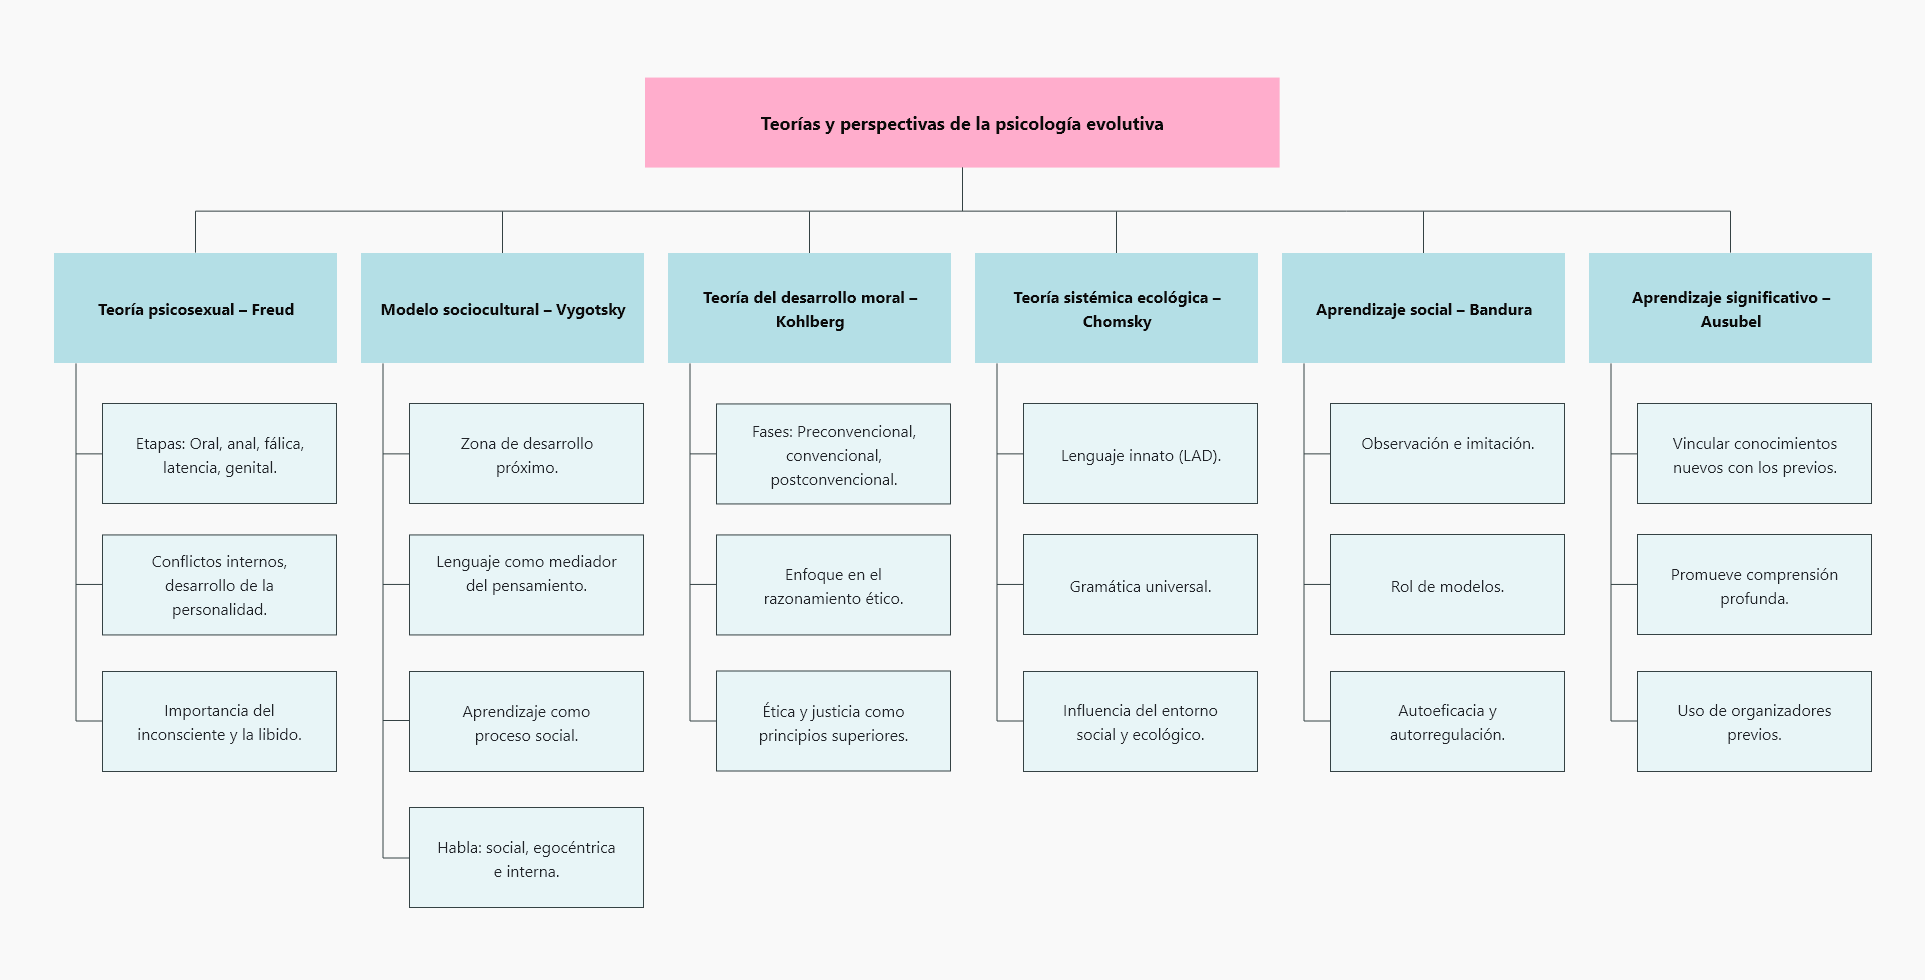 Teorías y perspectivas de la psicología evolutiva
Teoría psicosexual – Freud
Etapas: Oral, anal, fálica,
latencia, genital.
Conflictos internos,
desarrollo de la
personalidad.
Importancia del
inconsciente y la libido.
Modelo sociocultural – Vygotsky
Zona de desarrollo
próximo.
Lenguaje como mediador
del pensamiento.
Aprendizaje como
proceso social.
Habla: social, egocéntrica
e interna.
Teoría del desarrollo moral –
Kohlberg
Fases: Preconvencional,
convencional,
postconvencional.
Enfoque en el
razonamiento ético.
Ética y justicia como
principios superiores.
Teoría sistémica ecológica –
Chomsky
Lenguaje innato (LAD).
Gramática universal.
Influencia del entorno
social y ecológico.
Aprendizaje social – Bandura
Observación e imitación.
Rol de modelos.
Autoeficacia y
autorregulación.
Aprendizaje significativo –
Ausubel
Vincular conocimientos
nuevos con los previos.
Promueve comprensión
profunda.
Uso de organizadores
previos.